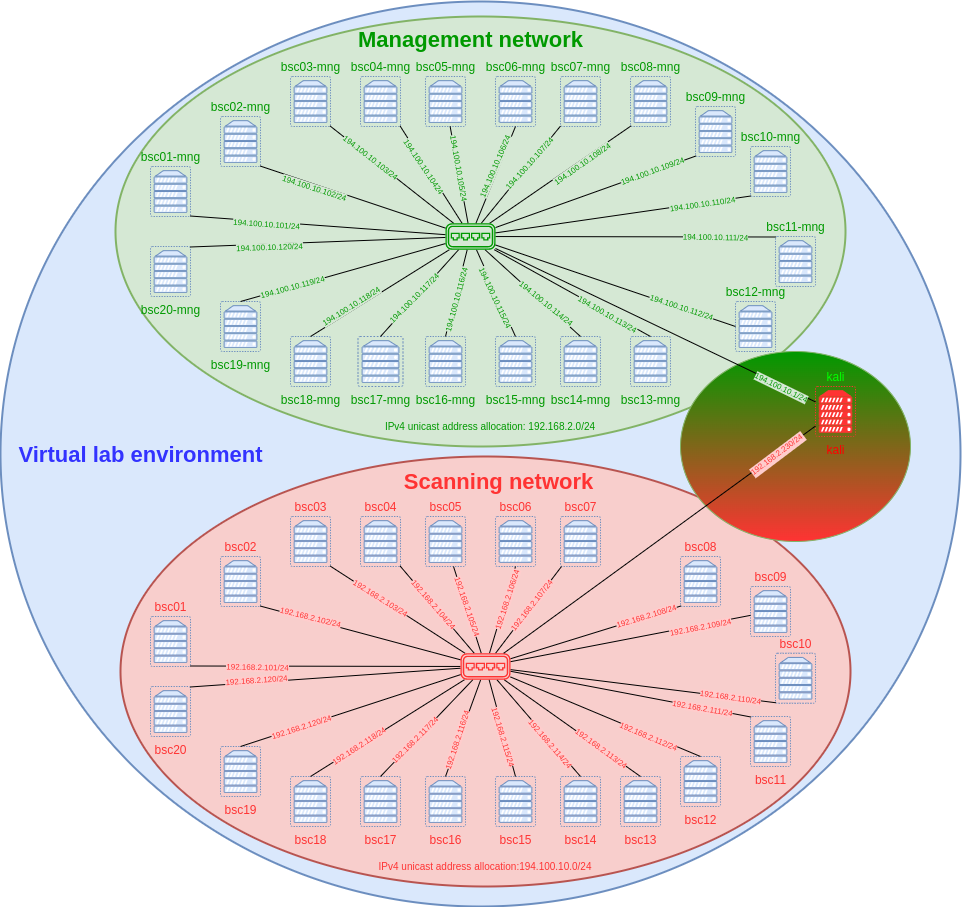 Management network
bsc03-mng
bsc04-mng
bsc05-mng
bsc06-mng
bsc07-mng
bsc08-mng
bsc02-mng
bsc09-mng
bsc01-mng
bsc10-mng
194.100.10.103/24
194.100.10.104/24
194.100.10.105/24
194.100.10.106/24
194.100.10.107/24
194.100.10.108/24
194.100.10.109/24
194.100.10.102/24
194.100.10.110/24
194.100.10.101/24
bsc11-mng
194.100.10.111/24
194.100.10.120/24
194.100.10.119/24
194.100.10.118/24
194.100.10.117/24
194.100.10.116/24
194.100.10.115/24
194.100.10.114/24
194.100.10.113/24
194.100.10.112/24
bsc12-mng
bsc20-mng
bsc19-mng
bsc18-mng
bsc17-mng
bsc16-mng
bsc15-mng
bsc14-mng
bsc13-mng
194.100.10.1/24
kali
kali
IPv4 unicast address allocation: 192.168.2.0/24
192.168.2.230/24
Virtual lab environment
Scanning network
bsc03
bsc04
bsc05
bsc06
bsc07
bsc02
bsc08
bsc09
bsc01
bsc10
192.168.2.103/24
192.168.2.104/24
192.168.2.105/24
192.168.2.106/24
192.168.2.107/24
192.168.2.108/24
192.168.2.102/24
192.168.2.109/24
192.168.2.101/24
192.168.2.120/24
192.168.2.110/24
192.168.2.111/24
192.168.2.120/24
192.168.2.118/24
192.168.2.117/24
192.168.2.116/24
192.168.2.115/24
192.168.2.114/24
192.168.2.113/24
192.168.2.112/24
bsc20
bsc11
bsc19
bsc12
bsc18
bsc17
bsc16
bsc15
bsc14
bsc13
IPv4 unicast address allocation:194.100.10.0/24